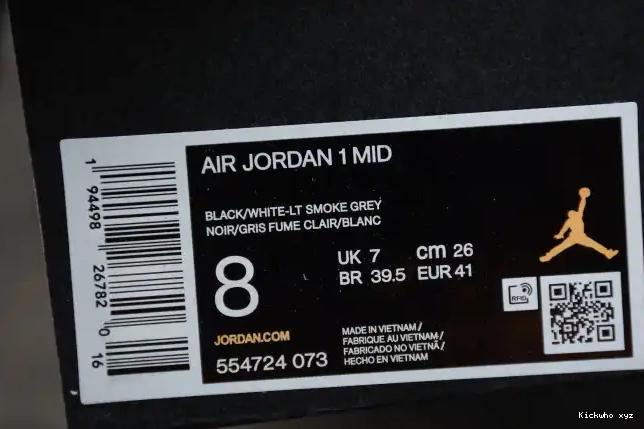 AIR JORDAN 1 MID
BLACK/WHITE-LT SMOKE GREY
NOIR/GRIS FUME CLAIR/BLANC
8
UK 7 cm 26
BR 39.5 EUR 41
RFID
JORDAN.COM
554724 073
MADE IN VIETNAM /
FABRIQUE AU VIETNAM /
FABRICADO NO VIETNÃ /
HECHO EN VIETNAM
1 94498 26782 0 16
Kickwho xyz